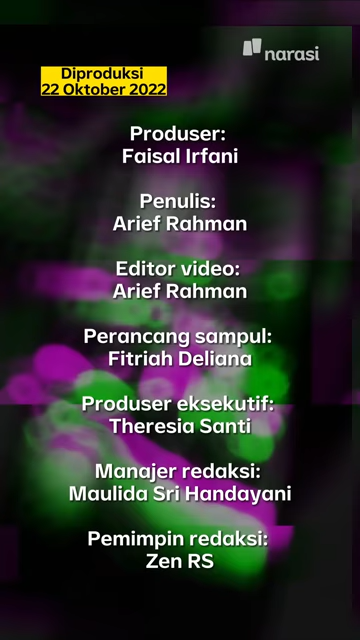 narasi
Diproduksi
22 Oktober 2022
Produser:
Faisal Irfani
Penulis:
Arief Rahman
Editor video:
Arief Rahman
Perancang sampul:
Fitriah Deliana
Produser eksekutif:
Theresia Santi
Manajer redaksi:
Maulida Sri Handayani
Pemimpin redaksi:
Zen RS